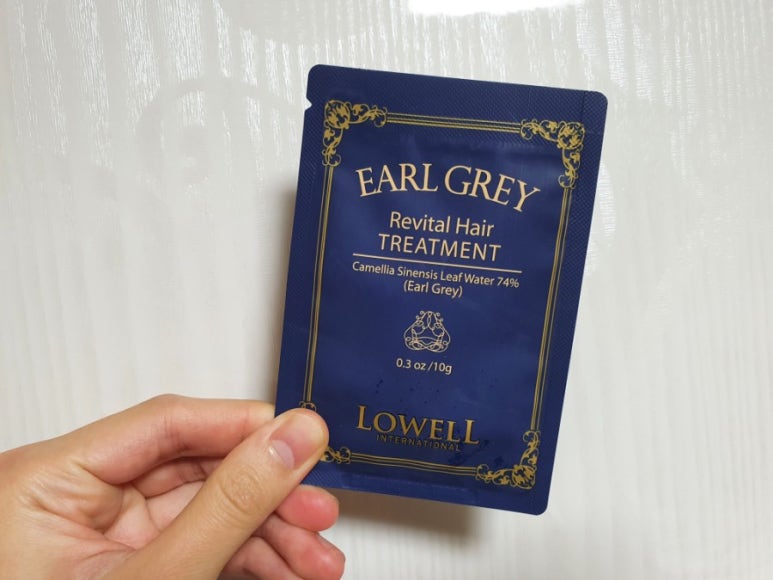 EARL GREY
Revital Hair
TREATMENT
Camellia Sinensis Leaf Water 74%
(Earl Grey)
0.3 oz /10g
LOWELL
INTERNATIONAL